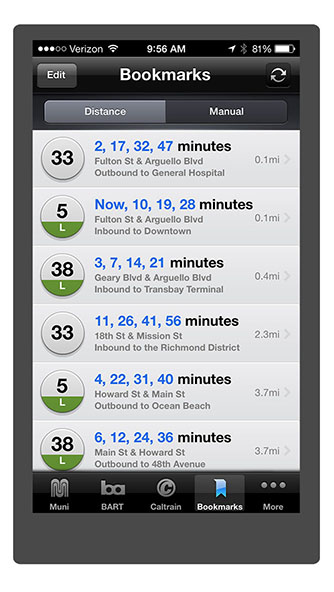 Verizon 9:56 AM 81%
Edit Bookmarks
Distance Manual
33 2, 17, 32, 47 minutes
Fulton St & Arguello Blvd 0.1mi
Outbound to General Hospital
5 L Now, 10, 19, 28 minutes
Fulton St & Arguello Blvd 0.1mi
Inbound to Downtown
38 L 3, 7, 14, 21 minutes
Geary Blvd & Arguello Blvd 0.4mi
Inbound to Transbay Terminal
33 11, 26, 41, 56 minutes
18th St & Mission St 2.3mi
Inbound to the Richmond District
5 L 4, 22, 31, 40 minutes
Howard St & Main St 3.7mi
Outbound to Ocean Beach
38 L 6, 12, 24, 36 minutes
Main St & Howard St 3.7mi
Outbound to 48th Avenue
ba
Muni BART Caltrain Bookmarks More